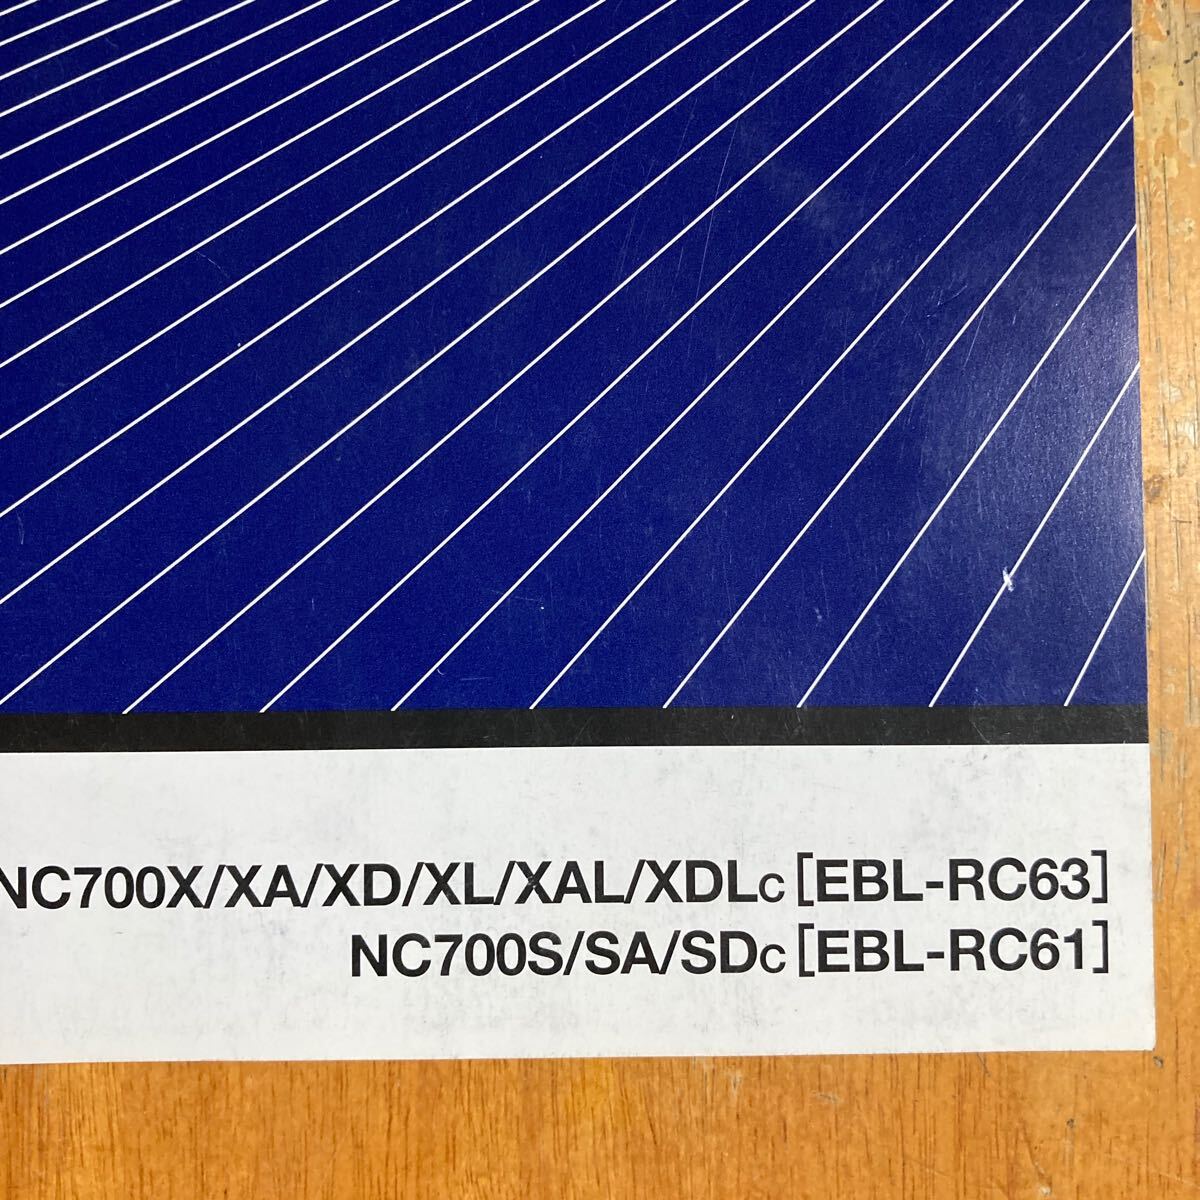 NC700X/XA/XD/XL/XAL/XDLC [EBL-RC63]
NC700S/SA/SDC [EBL-RC61]